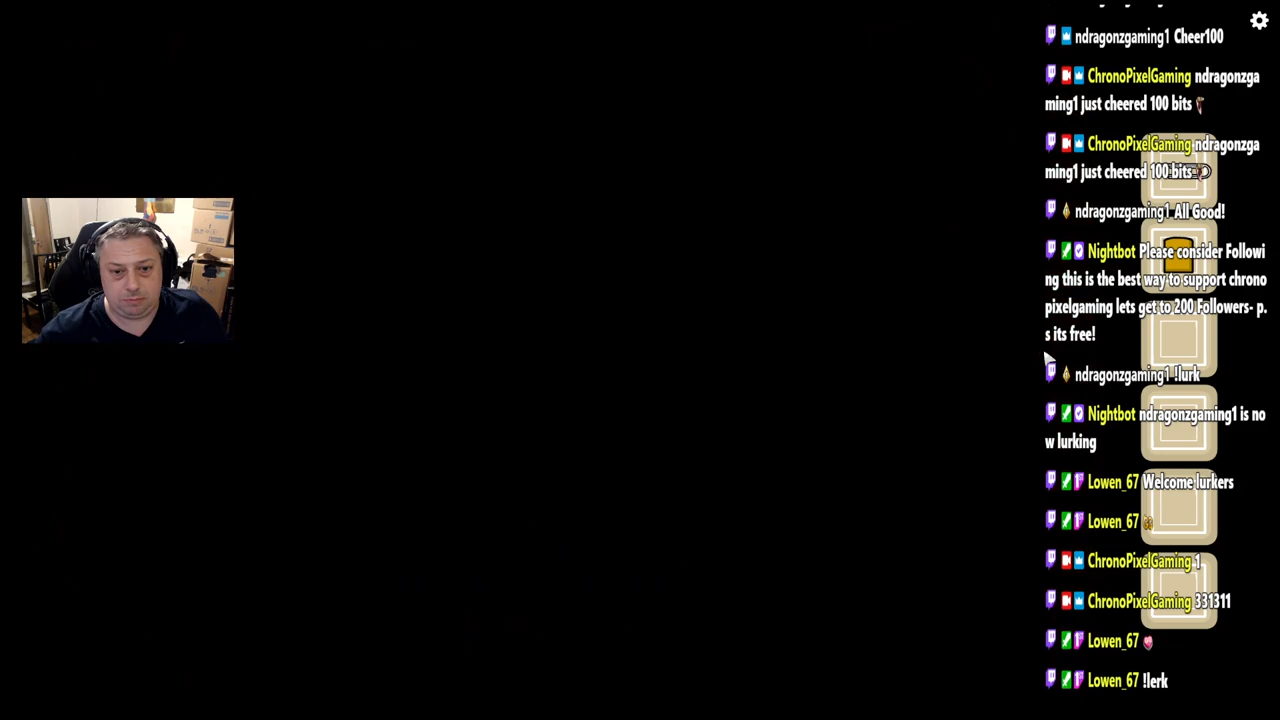 ndragonzgaming1 Cheer100
ChronoPixelGaming ndragonzga
ming1 just cheered 100 bits
ChronoPixelGaming ndragonzga
ming1 just cheered 100 bits
ndragonzgaming1 All Good!
Nightbot Please consider Followi
ng this is the best way to support chrono
pixelgaming lets get to 200 Followers- p.
s its free!
ndragonzgaming1 !lurk
Nightbot ndragonzgaming1 is no
w lurking
Lowen_67 Welcome lurkers
Lowen_67
ChronoPixelGaming 1
ChronoPixelGaming 331311
Lowen_67
Lowen_67 !lerk